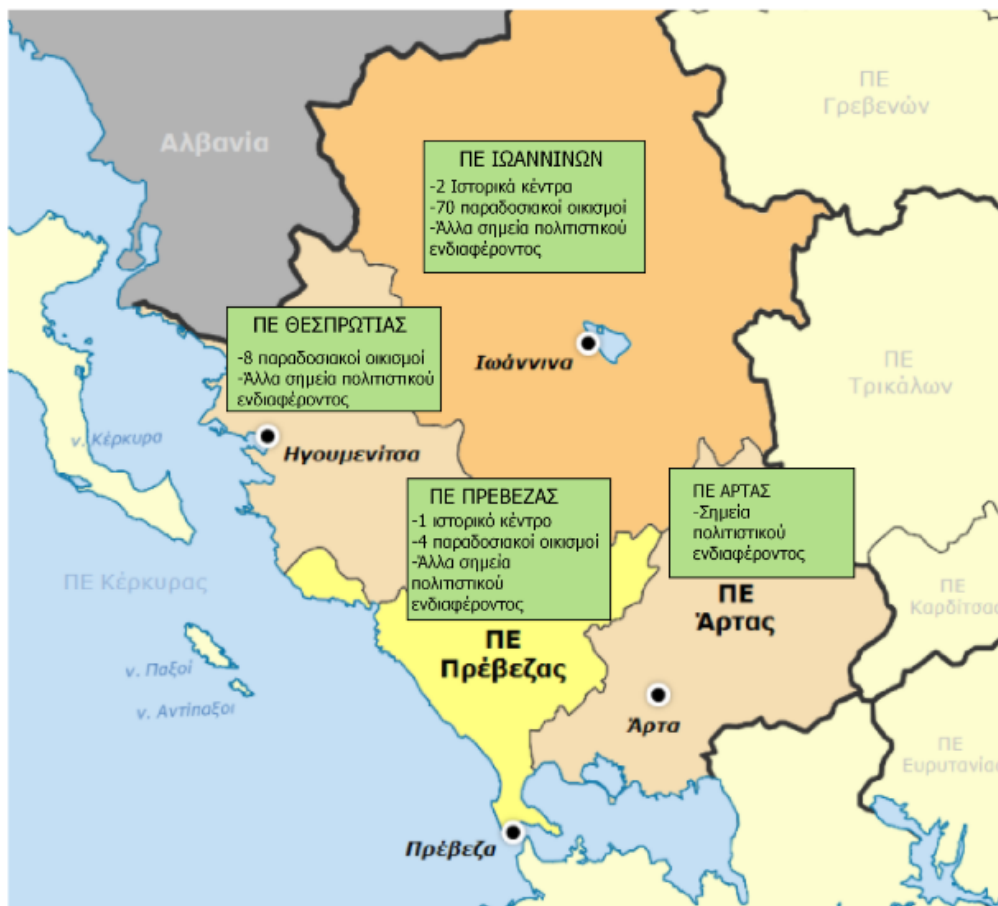 ΠΕ
Γρεβενών
Αλβανία
ΠΕ ΙΩΑΝΝΙΝΩΝ
-2 Ιστορικά κέντρα
-70 παραδοσιακοί οικισμοί
-Άλλα σημεία πολιτιστικού
ενδιαφέροντος
ΠΕ ΘΕΣΠΡΩΤΙΑΣ
-8 παραδοσιακοί οικισμοί
-Άλλα σημεία πολιτιστικού
ενδιαφέροντος
Ιωάννινα
ΠΕ
Τρικάλων
ν. Κέρκυρα
Ηγουμενίτσα
ΠΕ ΠΡΕΒΕΖΑΣ
-1 ιστορικό κέντρο
-4 παραδοσιακοί οικισμοί
-Άλλα σημεία
πολιτιστικού
ενδιαφέροντος
ΠΕ ΑΡΤΑΣ
-Σημεία
πολιτιστικού
ενδιαφέροντος
ΠΕ Κέρκυρας
ΠΕ
Καρδίτσας
ΠΕ
Άρτας
ΠΕ
Πρέβεζας
ν. Παξοί
ν. Αντίπαξοι
Άρτα
ΠΕ
Ευρυτανίας
Πρέβεζα